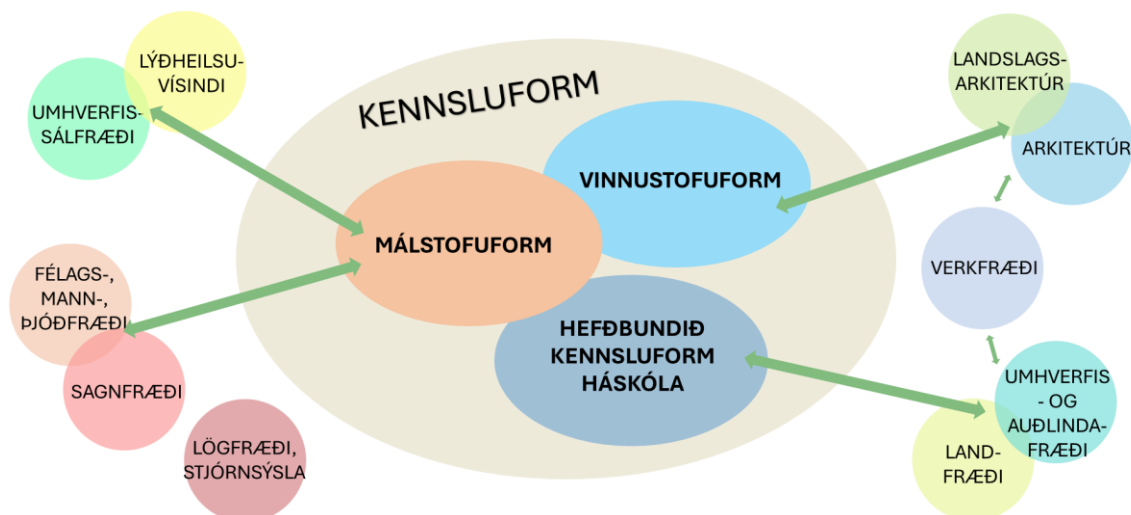 LÝÐHEILSU-
VÍSINDI
UMHVERFIS-
SÁLFRÆÐI
FÉLAGS-,
MANN-,
ÞJÓÐFRÆÐI
SAGNFRÆÐI
LÖGFRÆÐI,
STJÓRNSÝSLA
KENNSLUFORM
VINNUSTOFUFORM
MÁLSTOFUFORM
HEFÐBUNDIÐ
KENNSLUFORM
HÁSKÓLA
LANDSLAGS-
ARKITEKTÚR
ARKITEKTÚR
VERKFRÆÐI
UMHVERFIS
- OG
AUÐLINDA-
FRÆÐI
LAND-
FRÆÐI